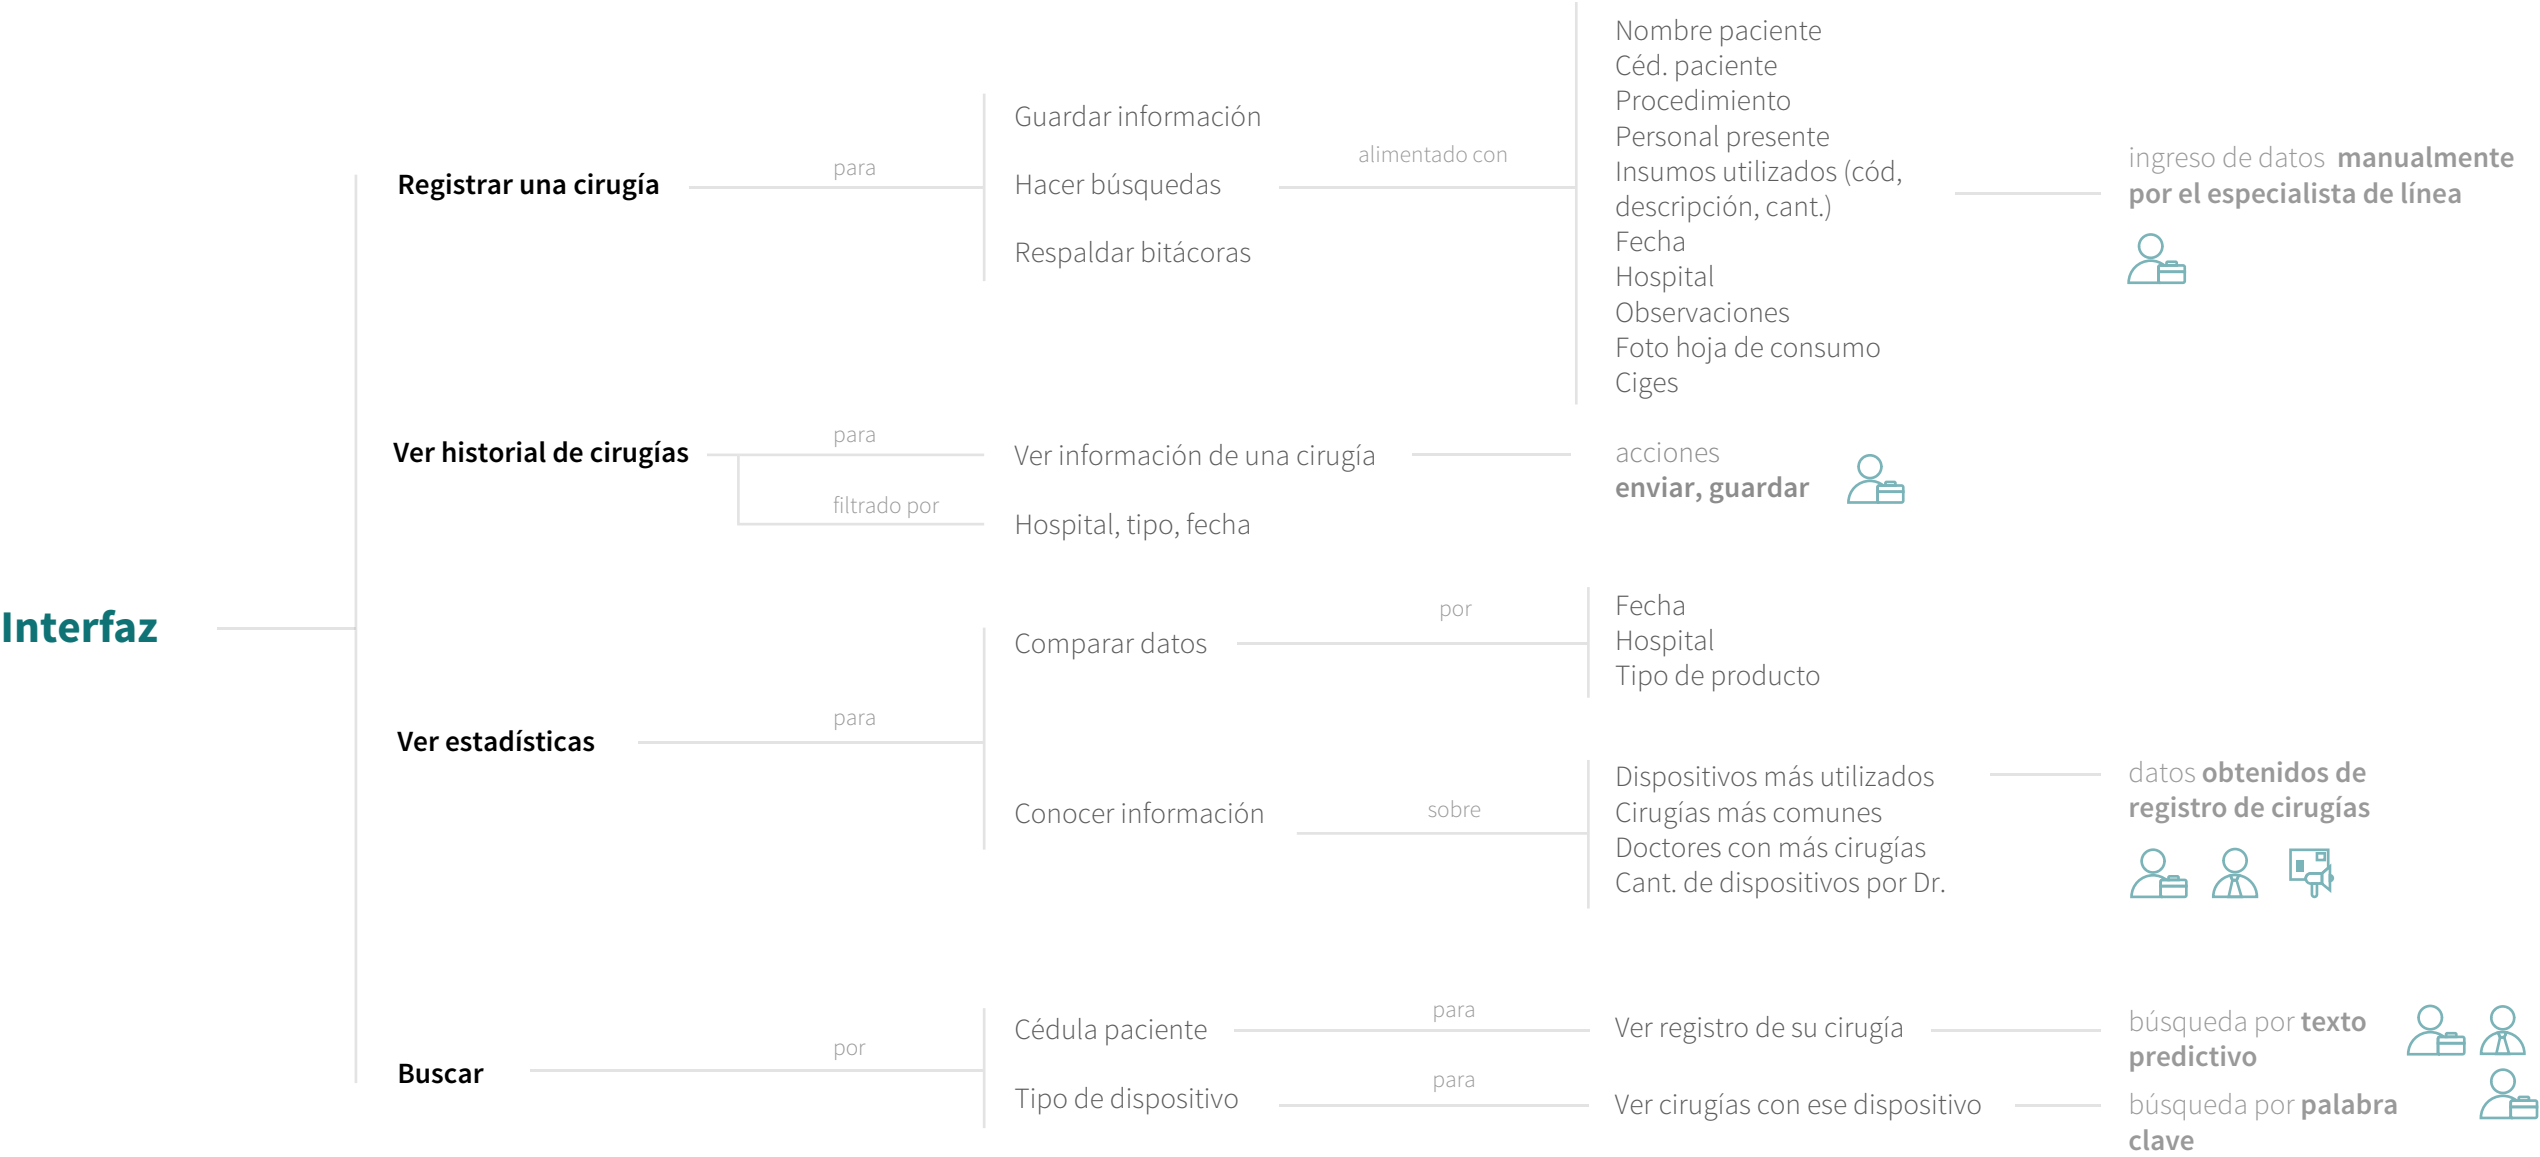 Interfaz
Registrar una cirugía
para
Guardar información
Hacer búsquedas
Respaldar bitácoras
alimentado con
Nombre paciente
Céd. paciente
Procedimiento
Personal presente
Insumos utilizados (cód,
descripción, cant.)
Fecha
Hospital
Observaciones
Foto hoja de consumo
Ciges
ingreso de datos manualmente
por el especialista de línea
Ver historial de cirugías
para
Ver información de una cirugía
acciones
enviar, guardar
filtrado por
Hospital, tipo, fecha
Ver estadísticas
para
Comparar datos
por
Fecha
Hospital
Tipo de producto
Conocer información
sobre
Dispositivos más utilizados
Cirugías más comunes
Doctores con más cirugías
Cant. de dispositivos por Dr.
datos obtenidos de
registro de cirugías
Buscar
por
Cédula paciente
para
Ver registro de su cirugía
búsqueda por texto
predictivo
Tipo de dispositivo
para
Ver cirugías con ese dispositivo
búsqueda por palabra
clave